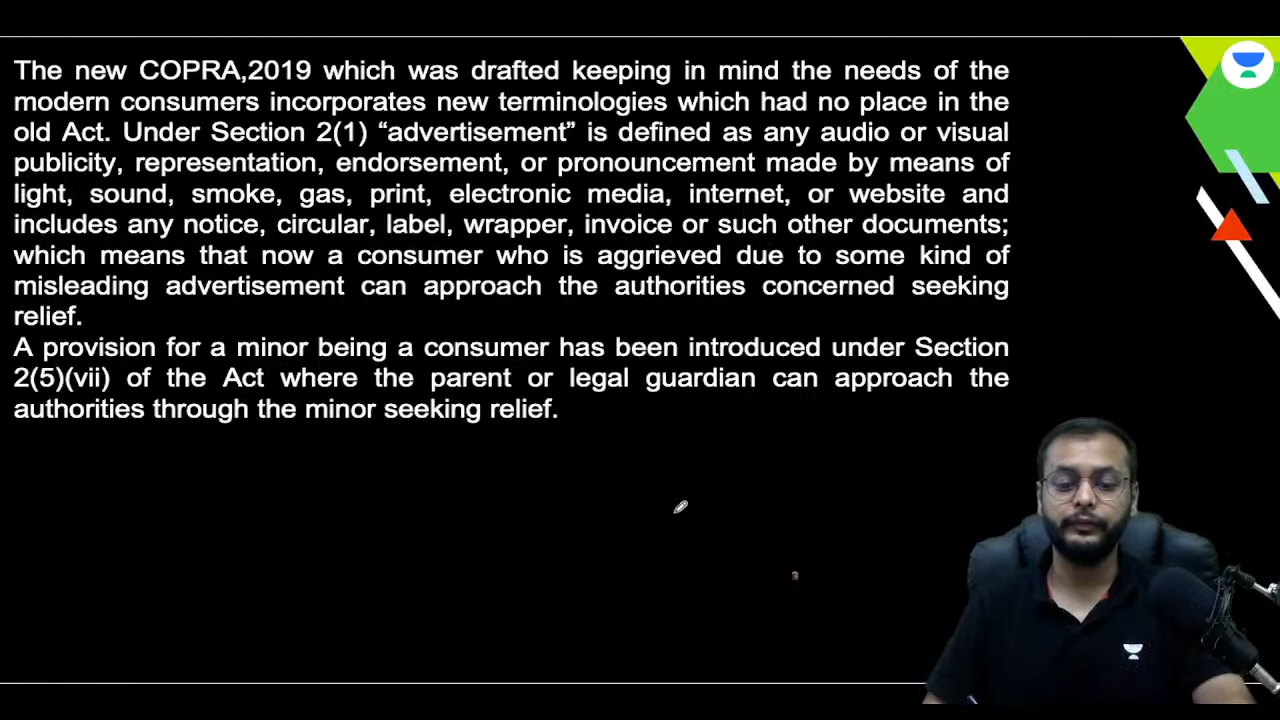 The new COPRA,2019 which was drafted keeping in mind the needs of the
modern consumers incorporates new terminologies which had no place in the
old Act. Under Section 2(1) “advertisement” is defined as any audio or visual
publicity, representation, endorsement, or pronouncement made by means of
light, sound, smoke, gas, print, electronic media, internet, or website and
includes any notice, circular, label, wrapper, invoice or such other documents;
which means that now a consumer who is aggrieved due to some kind of
misleading advertisement can approach the authorities concerned seeking
relief.
A provision for a minor being a consumer has been introduced under Section
2(5)(vii) of the Act where the parent or legal guardian can approach the
authorities through the minor seeking relief.